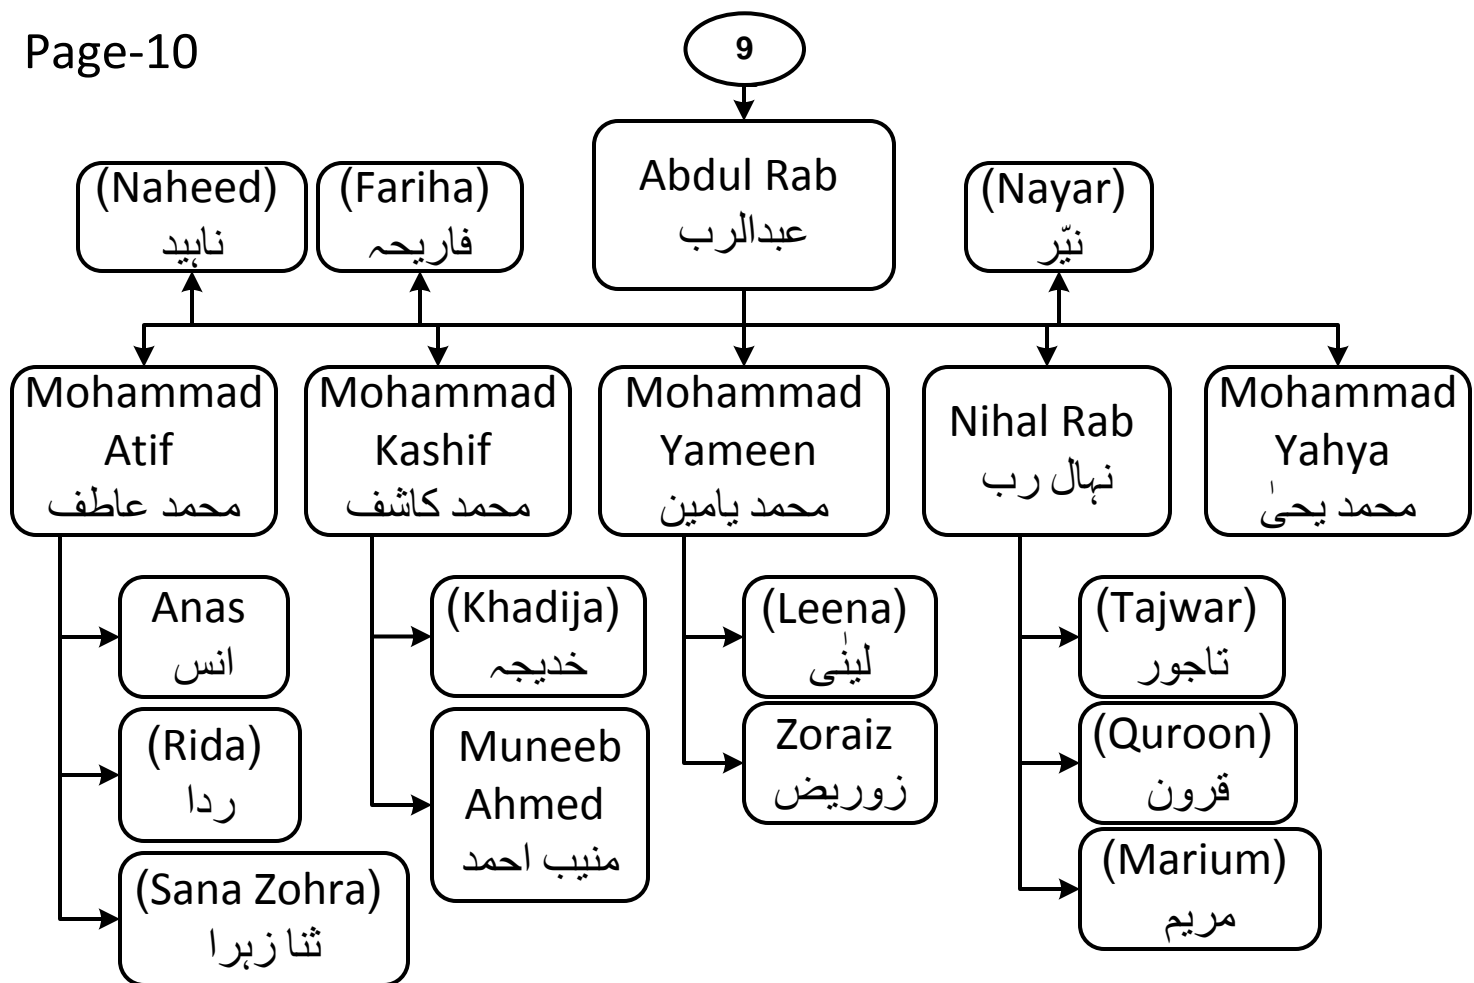 Page-10
9
Abdul Rab
عبدالرب
(Naheed)
ناہید
(Fariha)
فاریحہ
(Nayar)
نیّر
Mohammad
Atif
محمد عاطف
Mohammad
Kashif
محمد کاشف
Mohammad
Yameen
محمد یامین
Nihal Rab
نہال رب
Mohammad
Yahya
محمد یحیٰ
Anas
انس
(Rida)
ردا
(Sana Zohra)
ثنا زہرا
(Khadija)
خدیجہ
Muneeb
Ahmed
منیب احمد
(Leena)
لینٰی
Zoraiz
زوریض
(Tajwar)
تاجور
(Quroon)
قرون
(Marium)
مریم